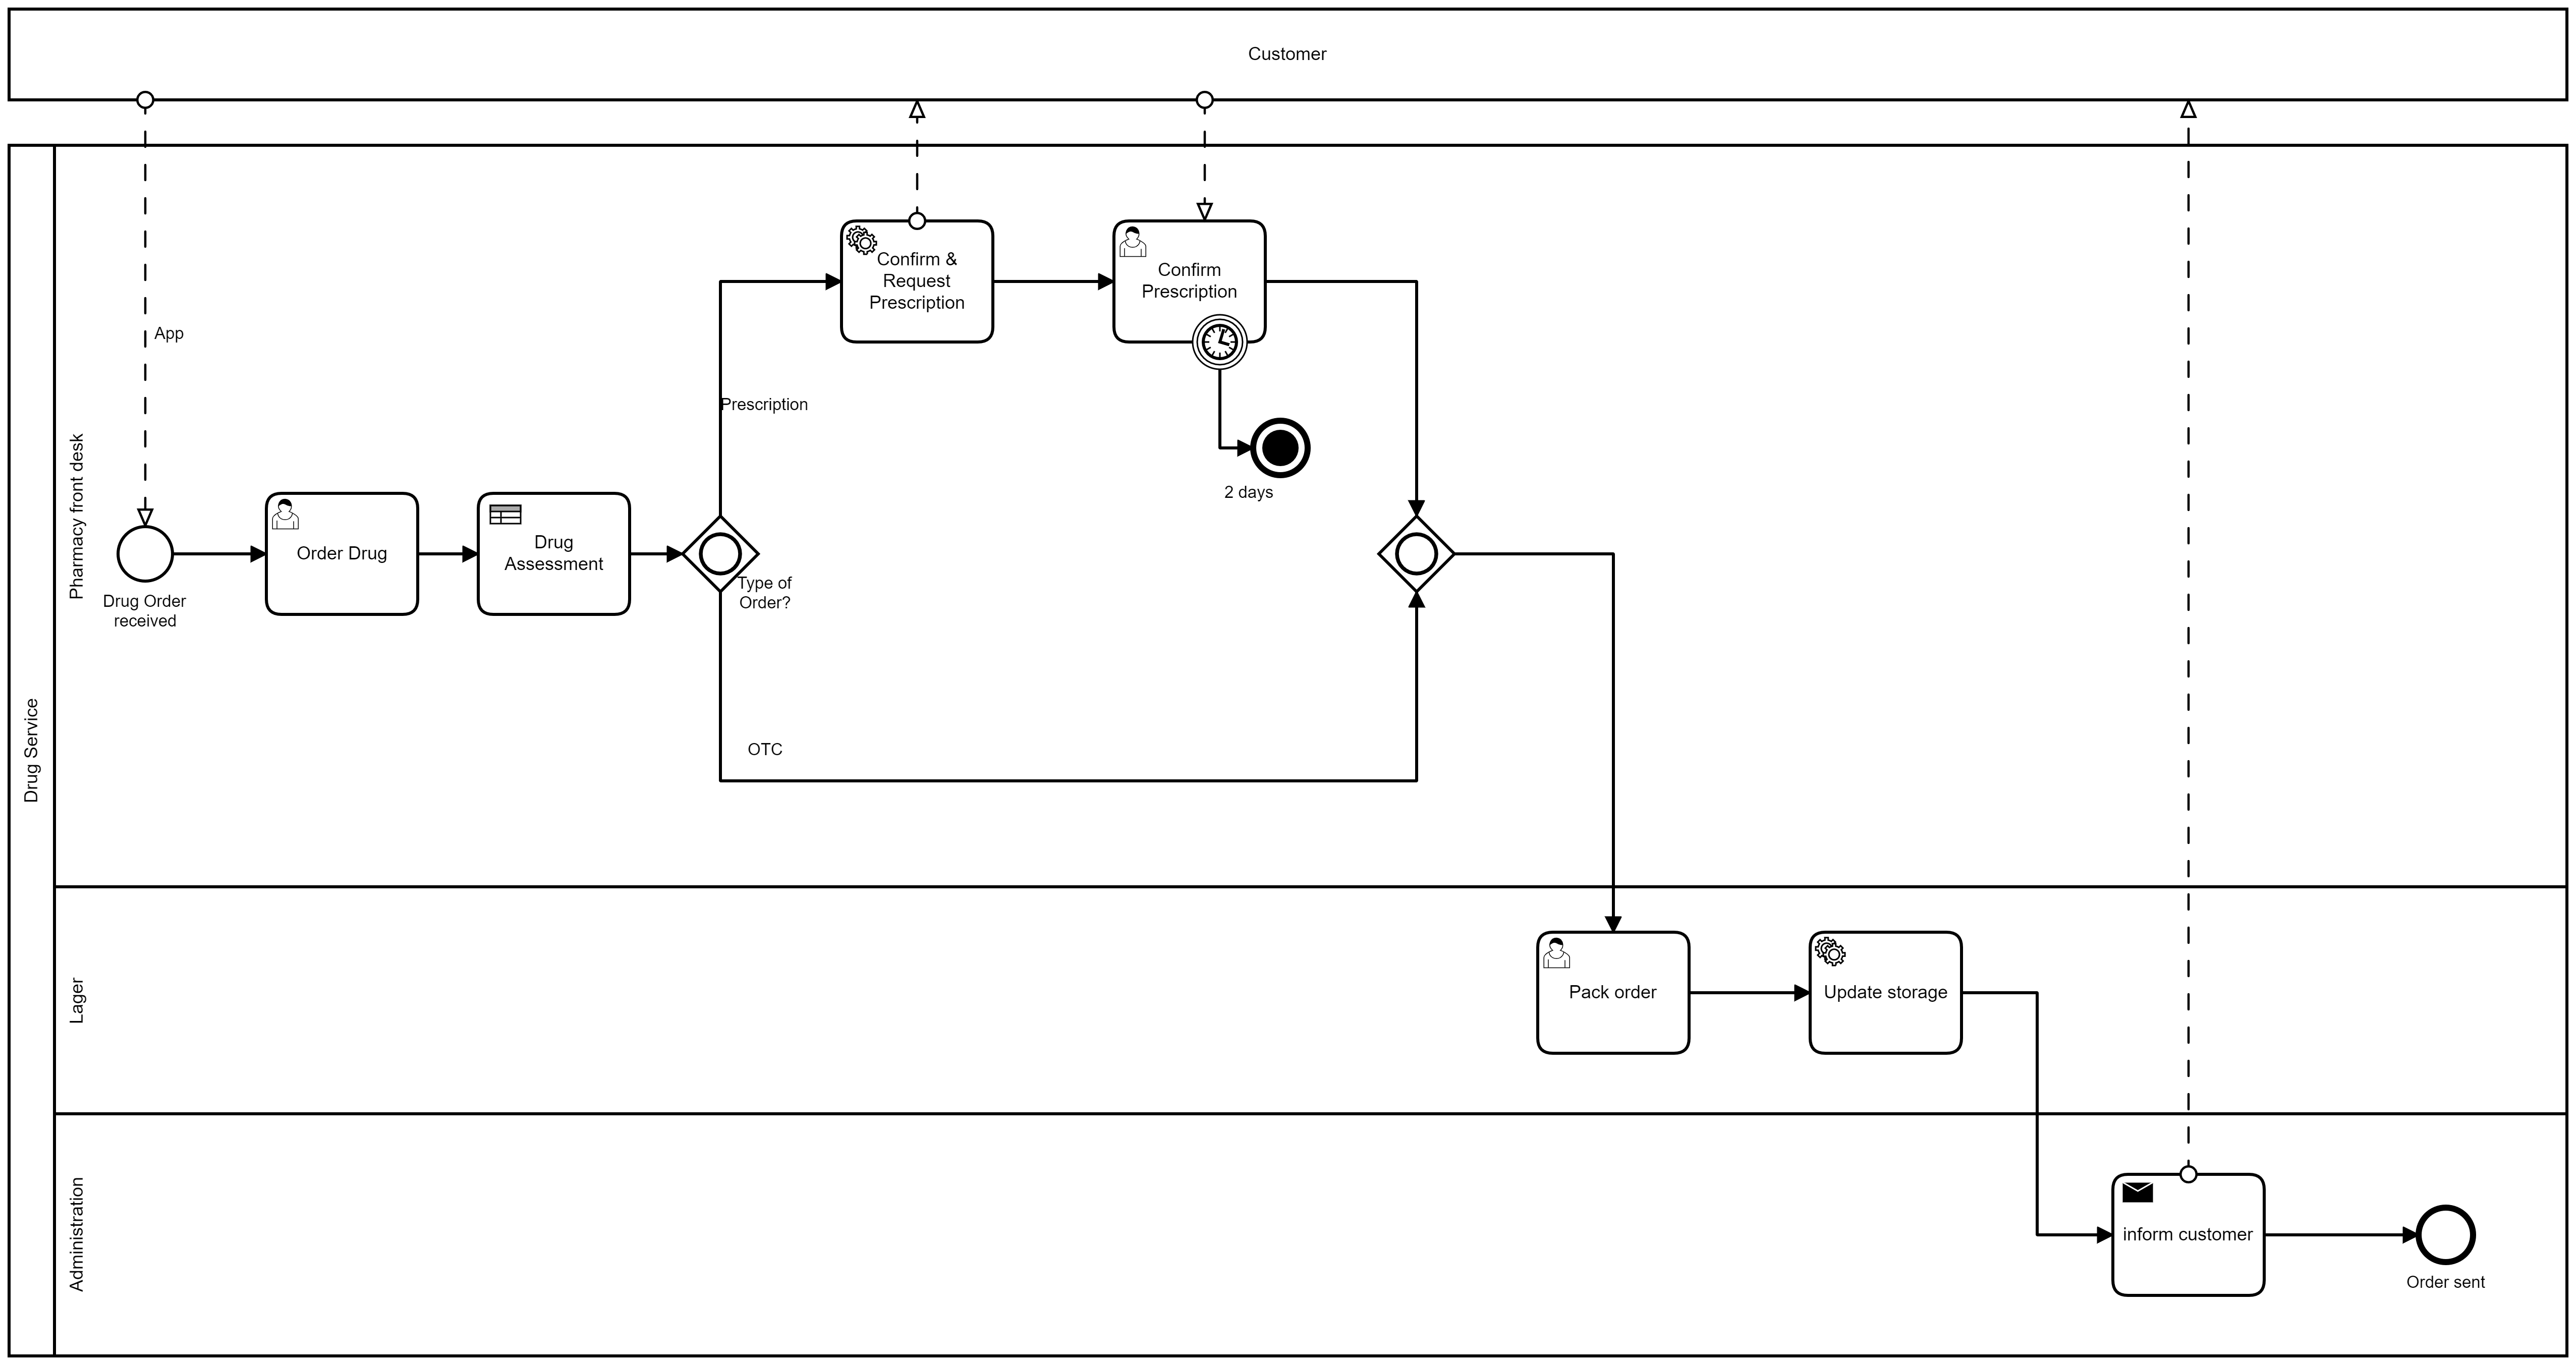 Customer
Drug Service
Pharmacy front desk
App
Drug Order
received
Order Drug
Drug
Assessment
Type of
Order?
Prescription
OTC
Confirm &
Request
Prescription
Confirm
Prescription
2 days
Lager
Pack order
Update storage
Administration
inform customer
Order sent